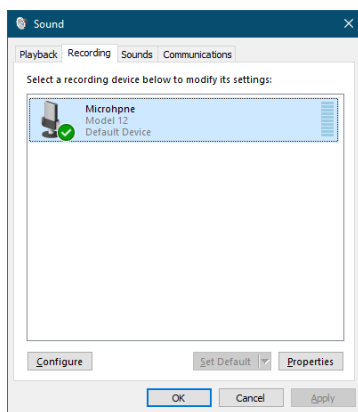 Sound
Playback Recording Sounds Communications
Select a recording device below to modify its settings:
Microhpne
Model 12
Default Device
Configure Set Default Properties
OK Cancel Apply